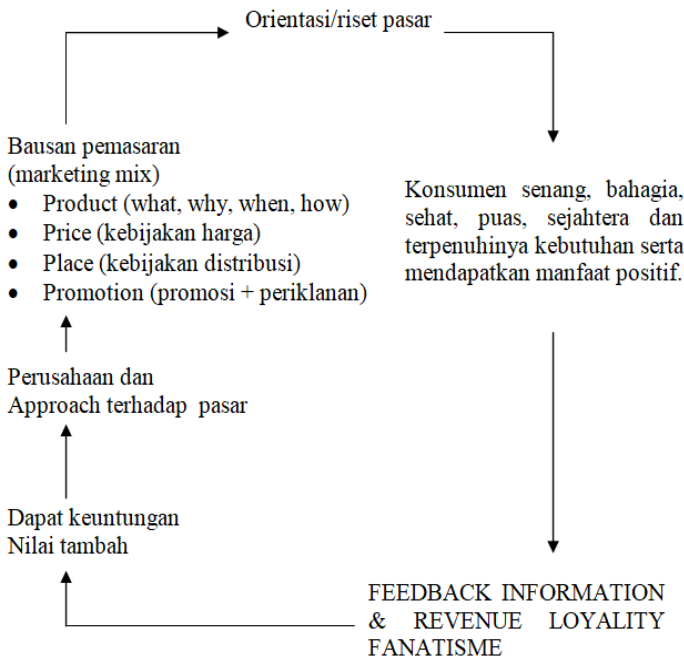 Orientasi/riset pasar
Bausan pemasaran
(marketing mix)
• Product (what, why, when, how)
• Price (kebijakan harga)
• Place (kebijakan distribusi)
• Promotion (promosi + periklanan)
Konsumen senang, bahagia,
sehat, puas, sejahtera dan
terpenuhinya kebutuhan serta
mendapatkan manfaat positif.
Perusahaan dan
Approach terhadap pasar
Dapat keuntungan
Nilai tambah
FEEDBACK INFORMATION
& REVENUE LOYALITY
FANATISME